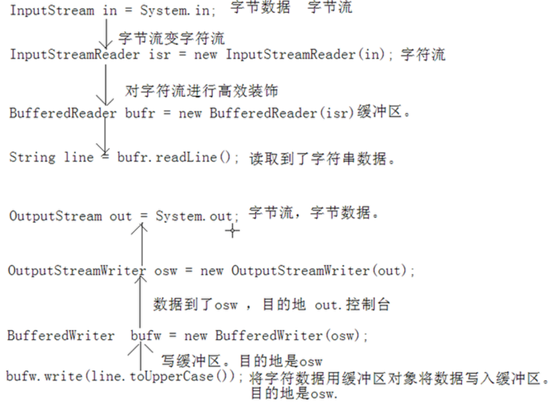 InputStream in = System.in; 字节数据 字节流
字节流变字符流
InputStreamReader isr = new InputStreamReader(in); 字符流
对字符流进行高效装饰
BufferedReader bufr = new BufferedReader(isr) 缓冲区。
String line = bufr.readLine(); 读取到了字符串数据。
OutputStream out = System.out; 字节流，字节数据。
OutputStreamWriter osw = new OutputStreamWriter(out);
数据到了osw ，目的地 out.控制台
BufferedWriter bufw = new BufferedWriter(osw);
写缓冲区。目的地是osw
bufw.write(line.toUpperCase()); 将字符数据用缓冲区对象将数据写入缓冲区。
目的地是osw.